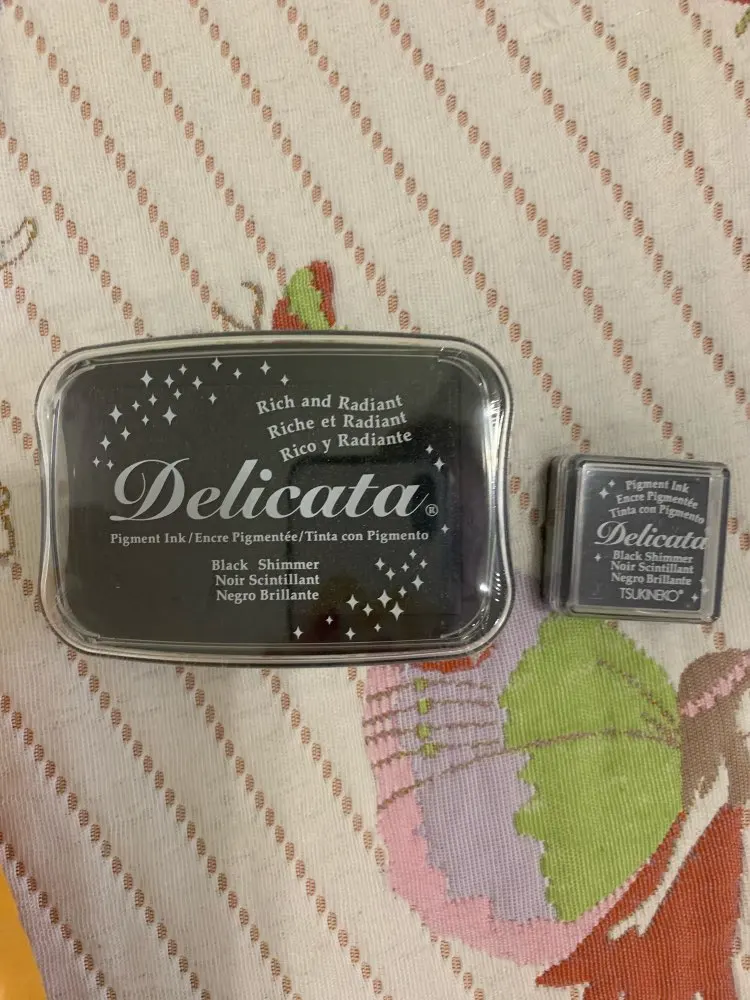 Rich and Radiant
Riche et Radiant
Rico y Radiante
Delicata®
Pigment Ink/Encre Pigmentée/Tinta con Pigmento
Black Shimmer
Noir Scintillant
Negro Brillante
Pigment Ink
Encre Pigmentée
Tinta con Pigmento
Delicata
Black Shimmer
Noir Scintillant
Negro Brillante
TSUKINEKO®